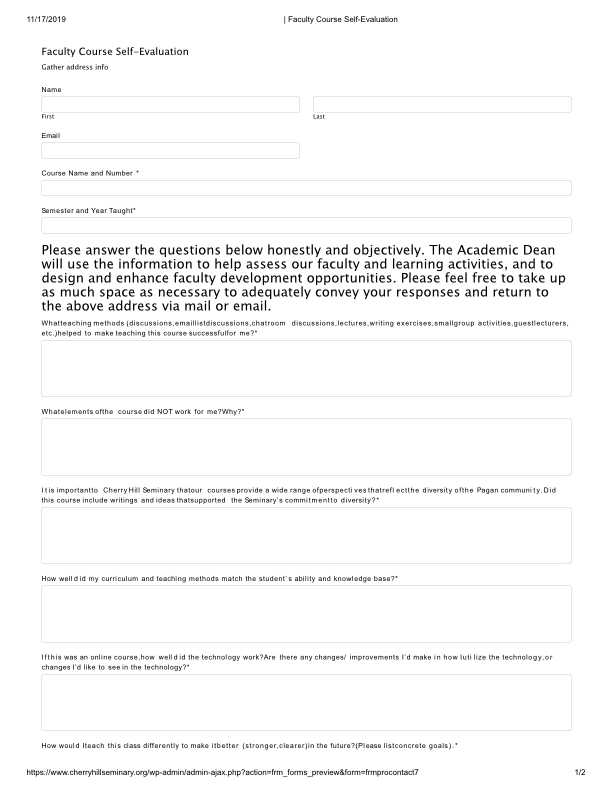 11/17/2019 | Faculty Course Self-Evaluation
Faculty Course Self-Evaluation
Gather address info
Name
First Last
Email
Course Name and Number *
Semester and Year Taught*
Please answer the questions below honestly and objectively. The Academic Dean
will use the information to help assess our faculty and learning activities, and to
design and enhance faculty development opportunities. Please feel free to take up
as much space as necessary to adequately convey your responses and return to
the above address via mail or email.
Whatteaching methods (discussions,emaillistdiscussions,chatroom discussions,lectures,writing exercises,smallgroup activities,guestlecturers,
etc.)helped to make teaching this course successfulfor me?*
Whatelements ofthe course did NOT work for me?Why?*
It is importantto Cherry Hill Seminary thatour courses provide a wide range ofperspectives thatreflectthe diversity ofthe Pagan community. Did
this course include writings and ideas thatsupported the Seminary's commitmentto diversity?*
How well did my curriculum and teaching methods match the student's ability and knowledge base?*
Ifthis was an online course,how well did the technology work?Are there any changes/ improvements I'd make in how Iutilize the technology,or
changes I'd like to see in the technology?*
How would Iteach this class differently to make itbetter (stronger,clearer)in the future?(Please listconcrete goals).*
https://www.cherryhillseminary.org/wp-admin/admin-ajax.php?action=frm_forms_preview&form=frmprocontact7 1/2